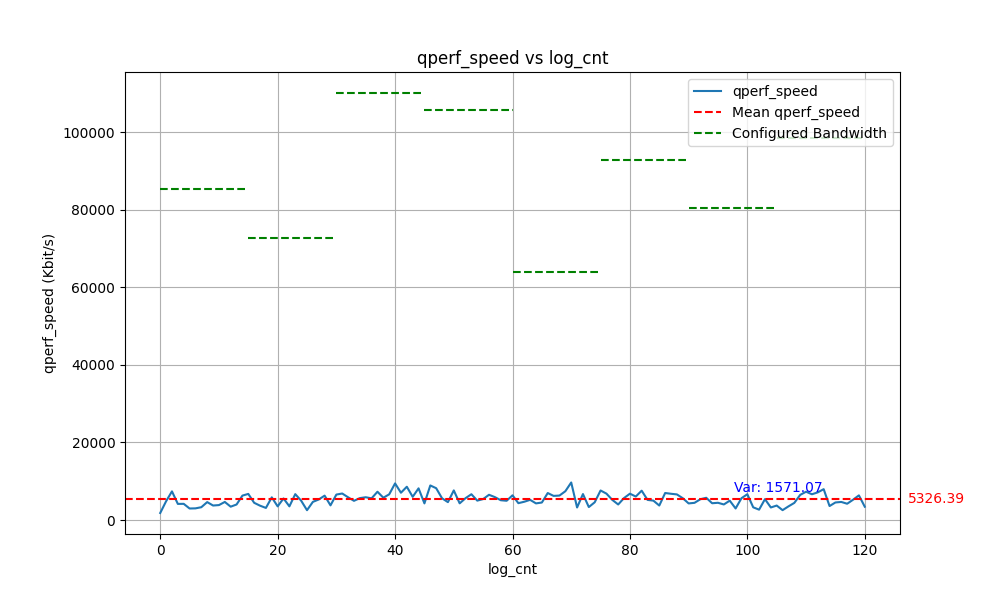 qperf_speed vs log_cnt
qperf_speed
Mean qperf_speed
Configured Bandwidth
qperf_speed (Kbit/s)
100000
80000
60000
40000
20000
0
Var: 1571.07
5326.39
0 20 40 60 80 100 120
log_cnt